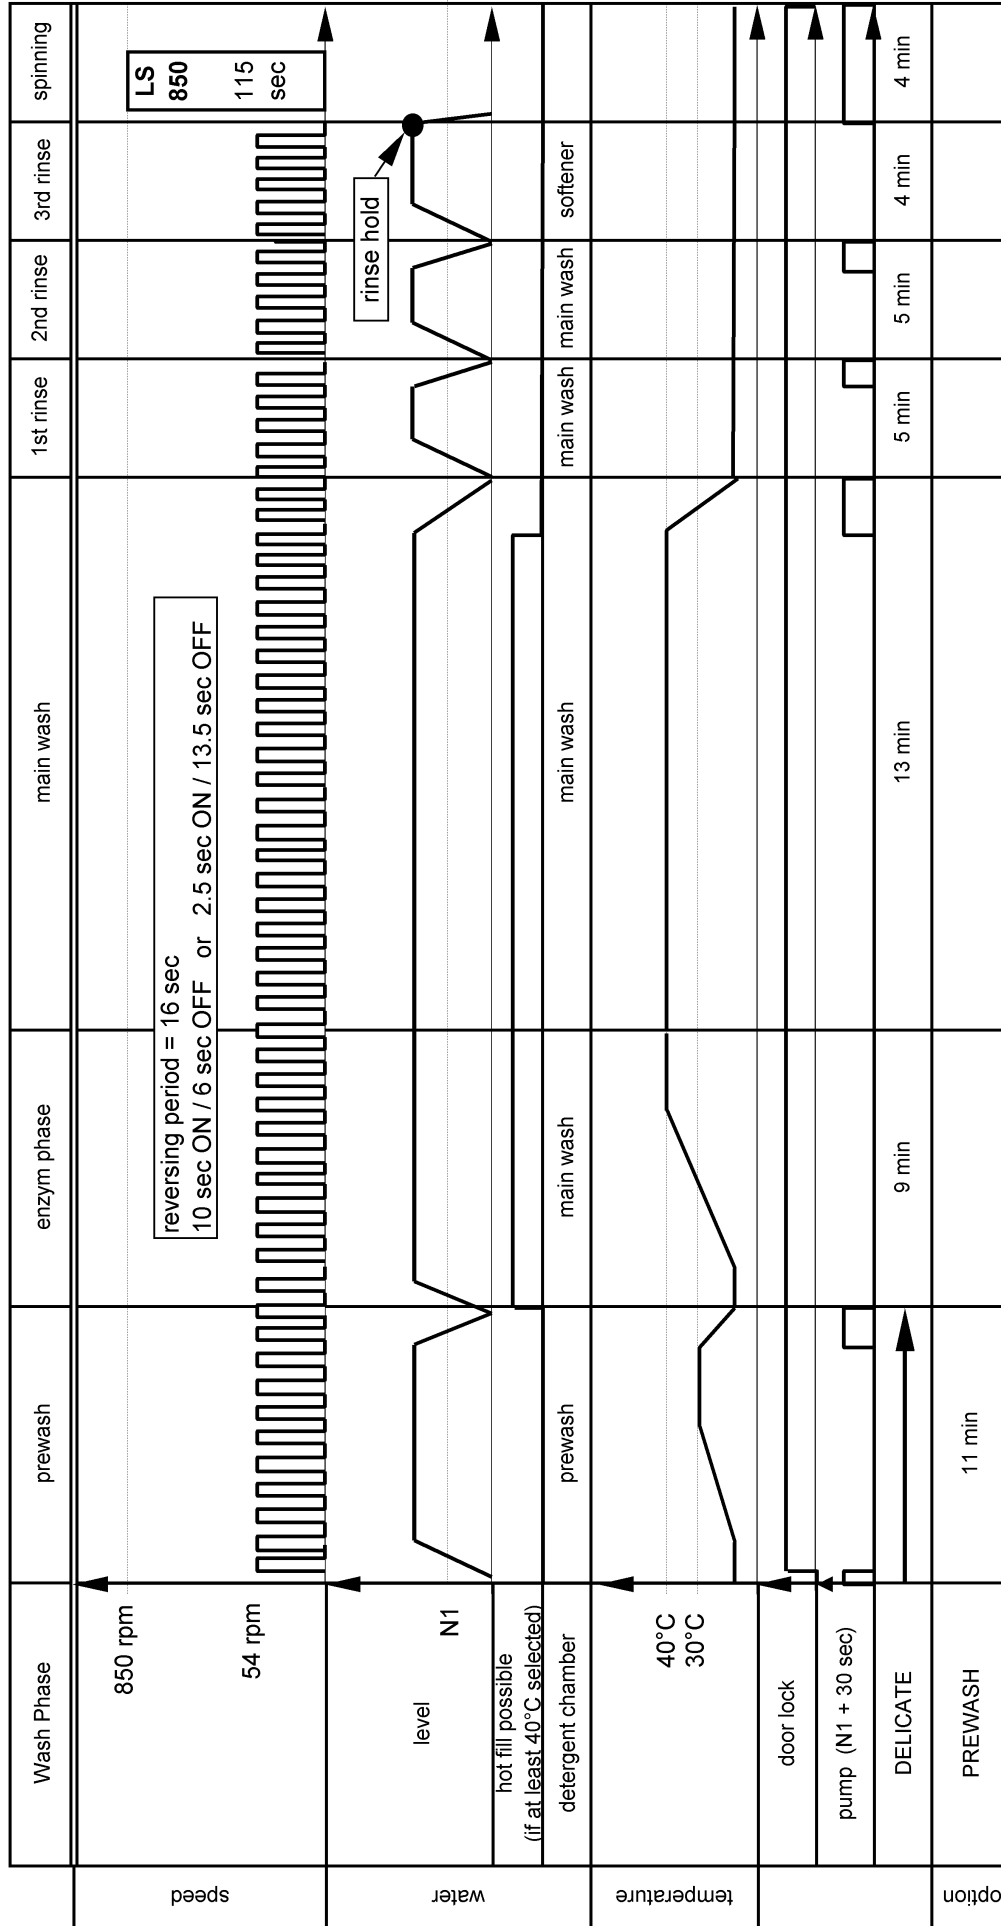 Wash Phase
prewash
enzym phase
main wash
1st rinse
2nd rinse
3rd rinse
spinning
speed
850 rpm
54 rpm
reversing period = 16 sec
10 sec ON / 6 sec OFF or 2.5 sec ON / 13.5 sec OFF
LS
850
115
sec
water
level
N1
rinse hold
hot fill possible
(if at least 40°C selected)
detergent chamber
prewash
main wash
main wash
main wash
main wash
softener
temperature
40°C
30°C
door lock
pump (N1 + 30 sec)
DELICATE
9 min
13 min
5 min
5 min
4 min
4 min
option
PREWASH
11 min